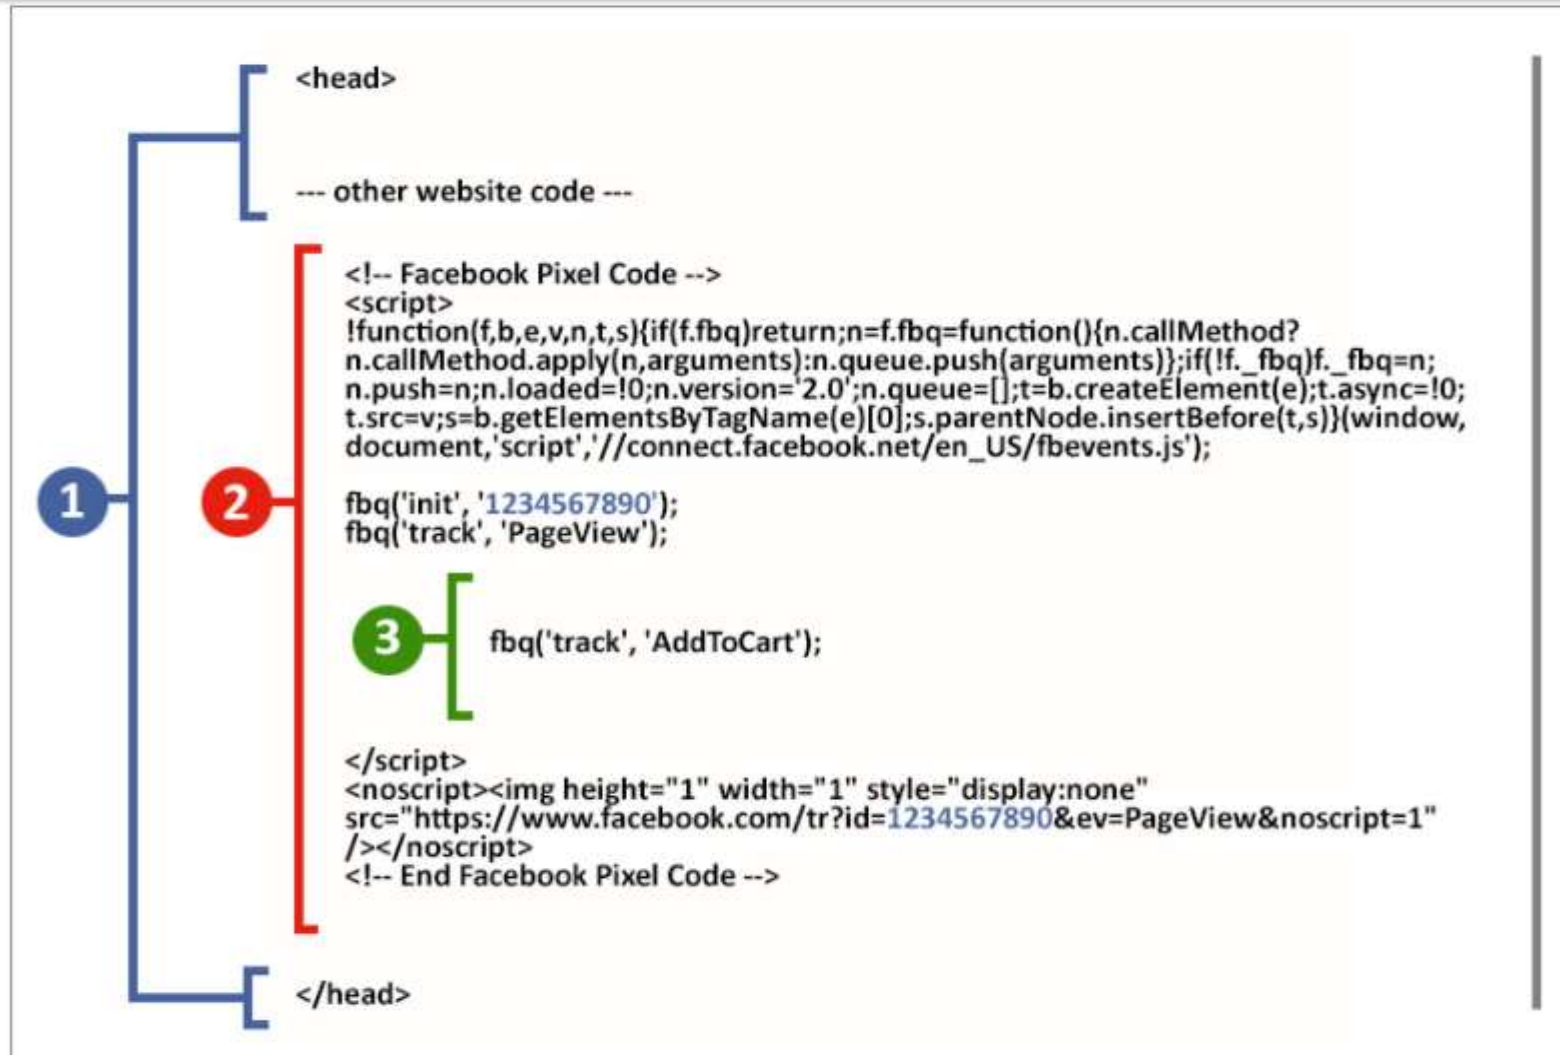 <head>
--- other website code ---
<!-- Facebook Pixel Code -->
<script>
!function(f,b,e,v,n,t,s){if(f.fbq)return;n=f.fbq=function(){n.callMethod?
n.callMethod.apply(n,arguments):n.queue.push(arguments)};if(!f._fbq)f._fbq=n;
n.push=n;n.loaded=!0;n.version='2.0';n.queue=[];t=b.createElement(e);t.async=!0;
t.src=v;s=b.getElementsByTagName(e)[0];s.parentNode.insertBefore(t,s)}(window,
document,'script','//connect.facebook.net/en_US/fbevents.js');
1
2
fbq('init', '1234567890');
fbq('track', 'PageView');
3
fbq('track', 'AddToCart');
</script>
<noscript><img height="1" width="1" style="display:none"
src="https://www.facebook.com/tr?id=1234567890&ev=PageView&noscript=1"
/></noscript>
<!-- End Facebook Pixel Code -->
</head>